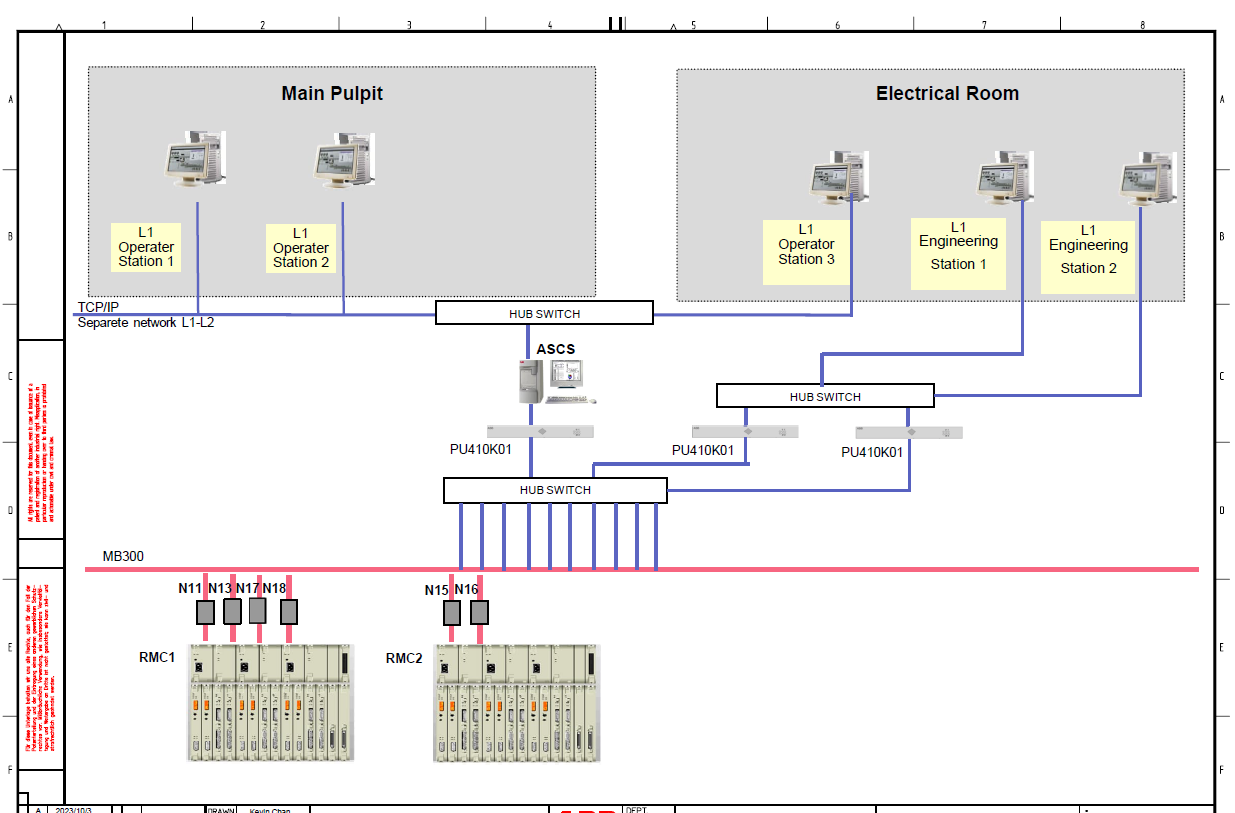 1 2 3 4 5 6 7 8
Main Pulpit
Electrical Room
A
A
L1
Operater
Station 1
L1
Operater
Station 2
L1
Operator
Station 3
L1
Engineering
Station 1
L1
Engineering
Station 2
B
B
TCP/IP
Separete network L1-L2
HUB SWITCH
ASCS
C
C
HUB SWITCH
PU410K01
PU410K01
PU410K01
HUB SWITCH
D
D
MB300
N11 N13 N17 N18
N15 N16
E
E
RMC1
RMC2
F
F
A 2023/10/3
DRAWN Kevin Chan
ABB
DEPT